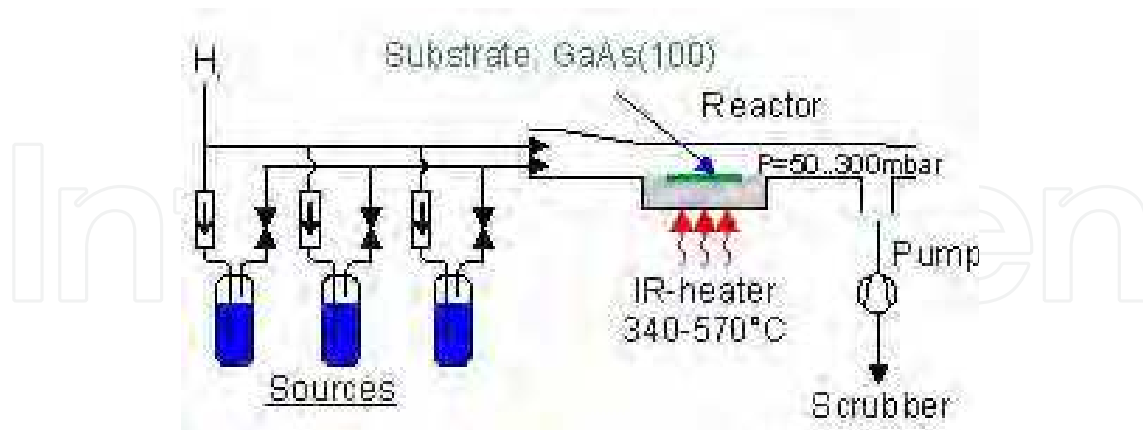 H
Substrate, GaAs(100)
Reactor
P=50..300mbar
Pump
IR-heater
340-570°C
Sources
Scrubber